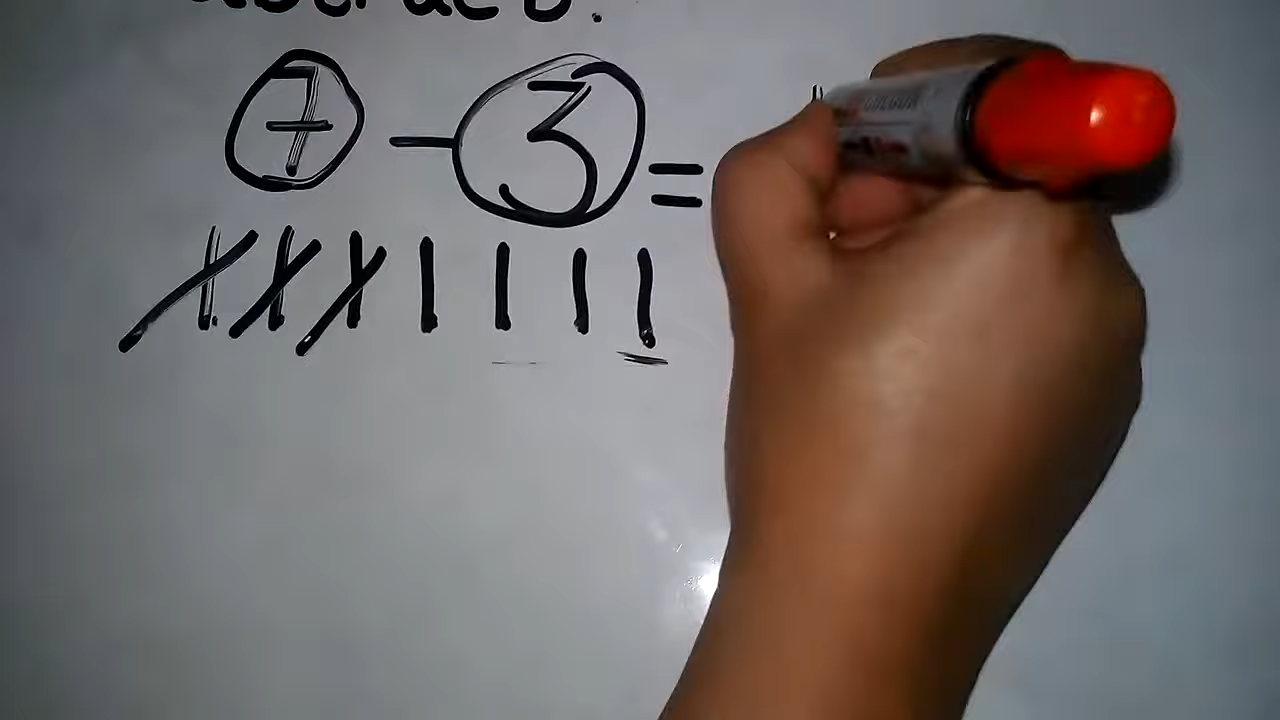 7 - 3 =